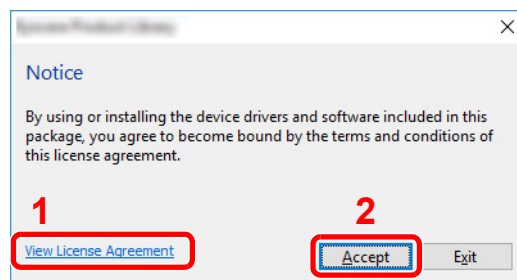 Notice
By using or installing the device drivers and software included in this
package, you agree to become bound by the terms and conditions of
this license agreement.
1
2
View License Agreement
Accept
Exit